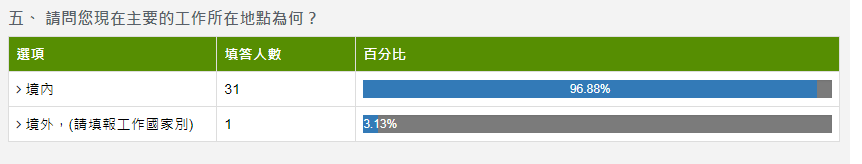 五、 請問您現在主要的工作所在地點為何？
選項 填答人數 百分比
> 境內 31 96.88%
> 境外，(請填報工作國家別) 1 3.13%